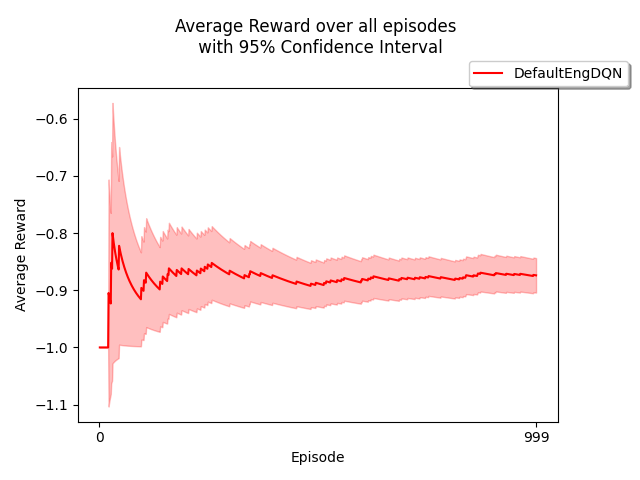 Average Reward over all episodes
with 95% Confidence Interval
DefaultEngDQN
−0.6
−0.7
−0.8
−0.9
−1.0
−1.1
Average Reward
0
999
Episode